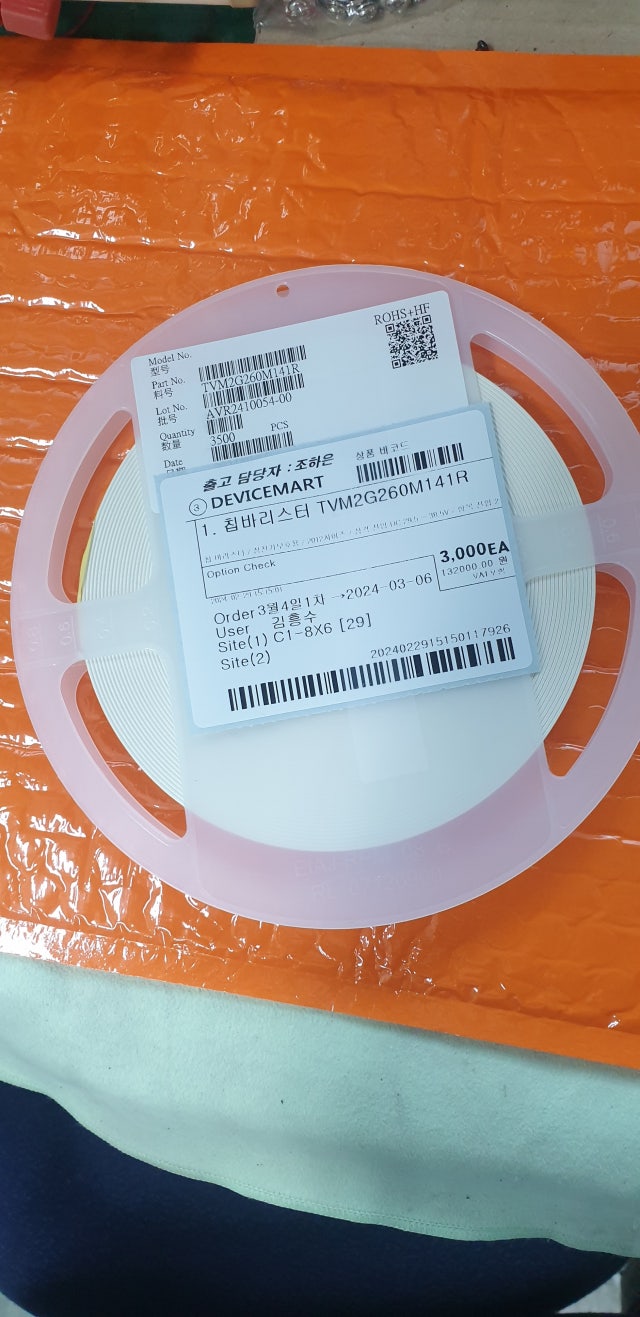 ROHS+HF
Model No.
型号
Part No.
料号
TVM2G260M141R
Lot No.
批号
AVR2410054-00
Quantity
数量
3500
PCS
Date
출고 담당자 : 조하은
상품 바코드
③ DEVICEMART
1. 칩바리스터 TVM2G260M141R
Option Check
3,000EA
132000.00 원
Order 3월4일1차 →2024-03-06
User 김흥수
Site(1) C1-8X6 [29]
Site(2)
2024022915150117926